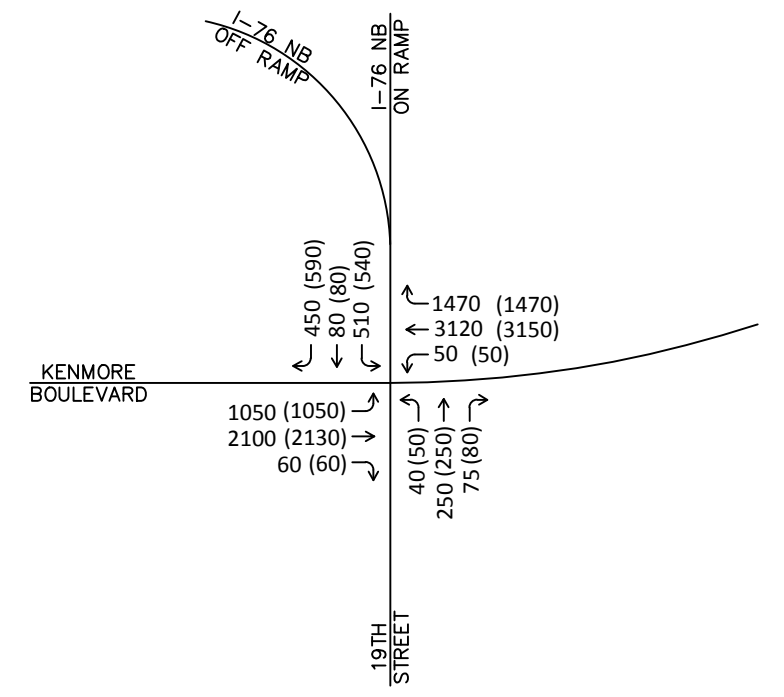 I-76 NB
OFF RAMP
I-76 NB
ON RAMP
450 (590)
80 (80)
510 (540)
1470 (1470)
3120 (3150)
50 (50)
KENMORE
BOULEVARD
1050 (1050)
2100 (2130)
60 (60)
40 (50)
250 (250)
75 (80)
19TH
STREET